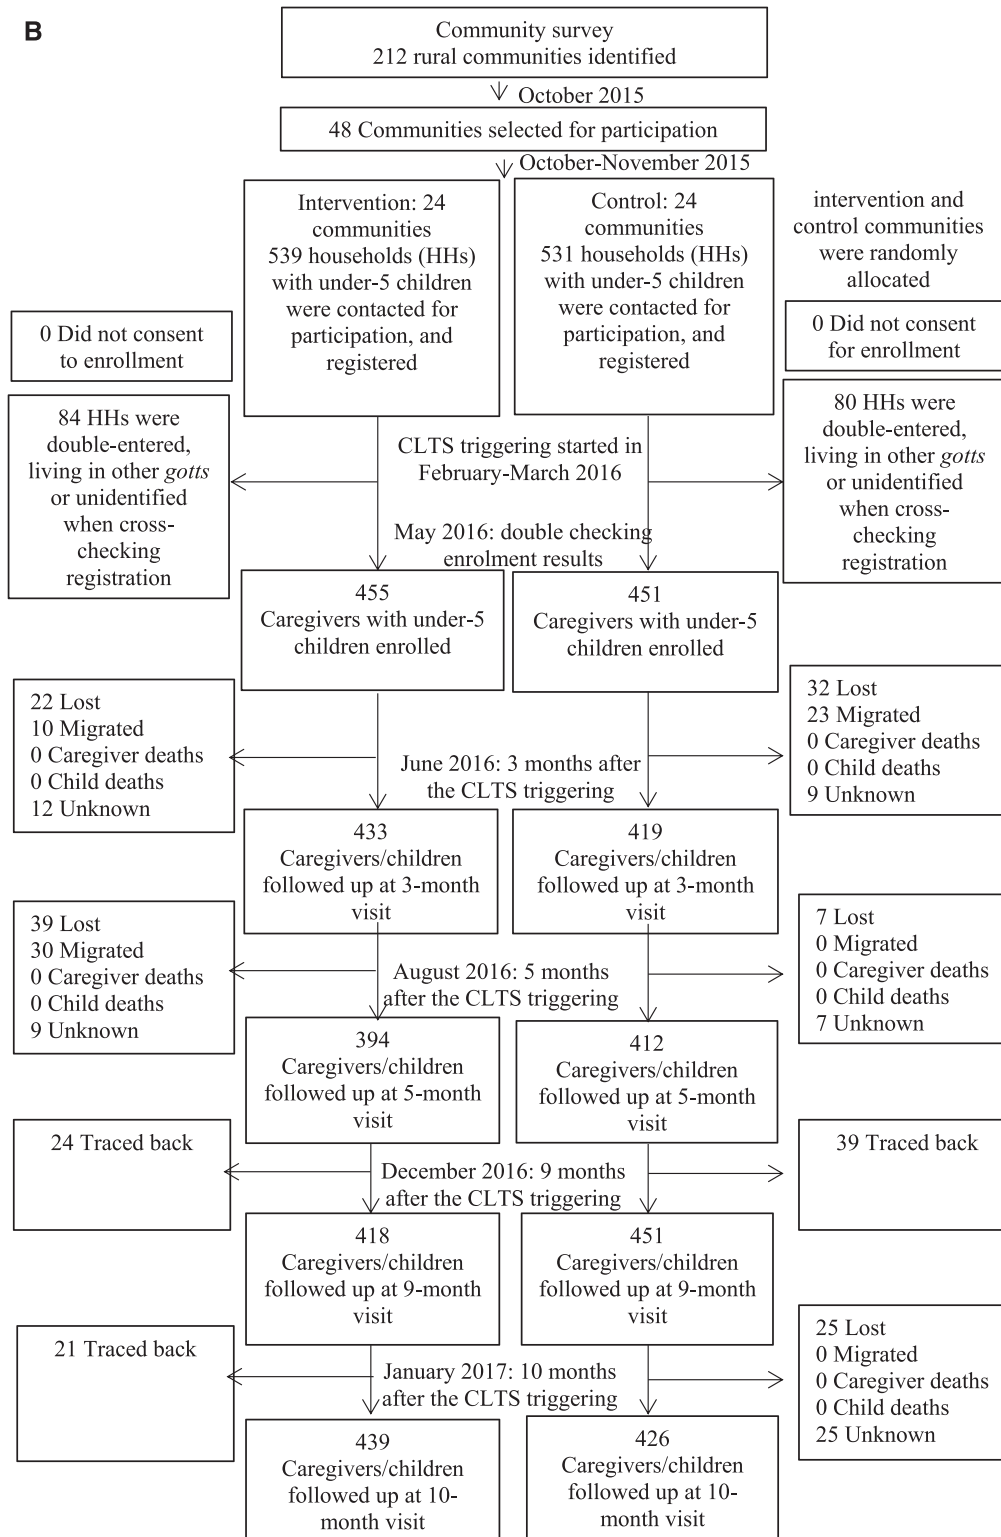 B
Community survey
212 rural communities identified
October 2015
48 Communities selected for participation
October-November 2015
Intervention: 24
communities
539 households (HHs)
with under-5 children
were contacted for
participation, and
registered
Control: 24
communities
531 households (HHs)
with under-5 children
were contacted for
participation, and
registered
intervention and
control communities
were randomly
allocated
0 Did not consent
to enrollment
0 Did not consent
for enrollment
84 HHs were
double-entered,
living in other gotts
or unidentified
when cross-
checking
registration
CLTS triggering started in
February-March 2016
80 HHs were
double-entered,
living in other gotts
or unidentified
when cross-
checking
registration
May 2016: double checking
enrolment results
455
Caregivers with under-5
children enrolled
451
Caregivers with under-5
children enrolled
22 Lost
10 Migrated
0 Caregiver deaths
0 Child deaths
12 Unknown
June 2016: 3 months after
the CLTS triggering
32 Lost
23 Migrated
0 Caregiver deaths
0 Child deaths
9 Unknown
433
Caregivers/children
followed up at 3-month
visit
419
Caregivers/children
followed up at 3-month
visit
39 Lost
30 Migrated
0 Caregiver deaths
0 Child deaths
9 Unknown
August 2016: 5 months
after the CLTS triggering
7 Lost
0 Migrated
0 Caregiver deaths
0 Child deaths
7 Unknown
394
Caregivers/children
followed up at 5-month
visit
412
Caregivers/children
followed up at 5-month
visit
24 Traced back
December 2016: 9 months
after the CLTS triggering
39 Traced back
418
Caregivers/children
followed up at 9-month
visit
451
Caregivers/children
followed up at 9-month
visit
21 Traced back
January 2017: 10 months
after the CLTS triggering
25 Lost
0 Migrated
0 Caregiver deaths
0 Child deaths
25 Unknown
439
Caregivers/children
followed up at 10-
month visit
426
Caregivers/children
followed up at 10-
month visit